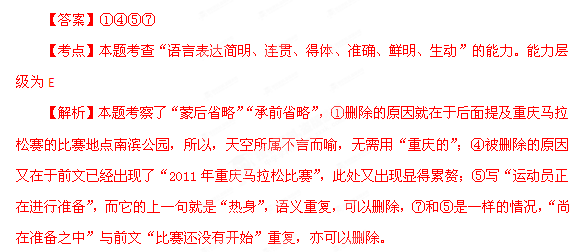 【答案】①④⑤⑦
【考点】本题考查“语言表达简明、连贯、得体、准确、鲜明、生动”的能力。能力层
级为 E
【解析】本题考察了“蒙后省略”“承前省略”，①删除的原因就在于后面提及重庆马拉
松赛的比赛地点南滨公园，所以，天空所属不言而喻，无需用“重庆的”；④被删除的原因
又在于前文已经出现了“2011 年重庆马拉松比赛”，此处又出现显得累赘；⑤写“运动员正
在进行准备”，而它的上一句就是“热身”，语义重复，可以删除，⑦和⑤是一样的情况，“尚
在准备之中”与前文“比赛还没有开始”重复，亦可以删除。